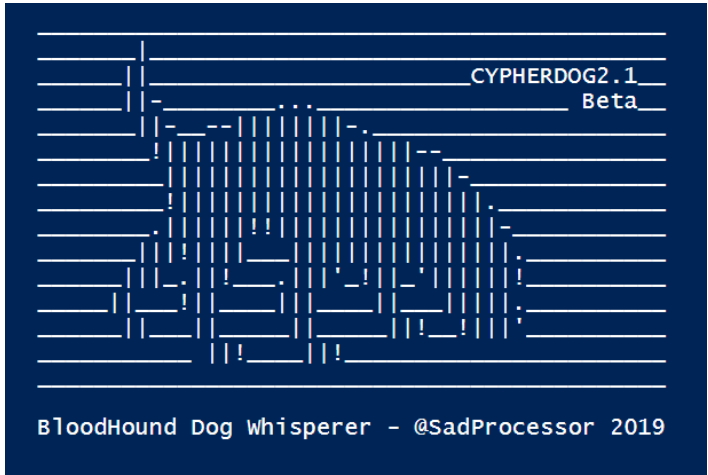 CYPHERDOG2.1
Beta
BloodHound Dog Whisperer - @SadProcessor 2019